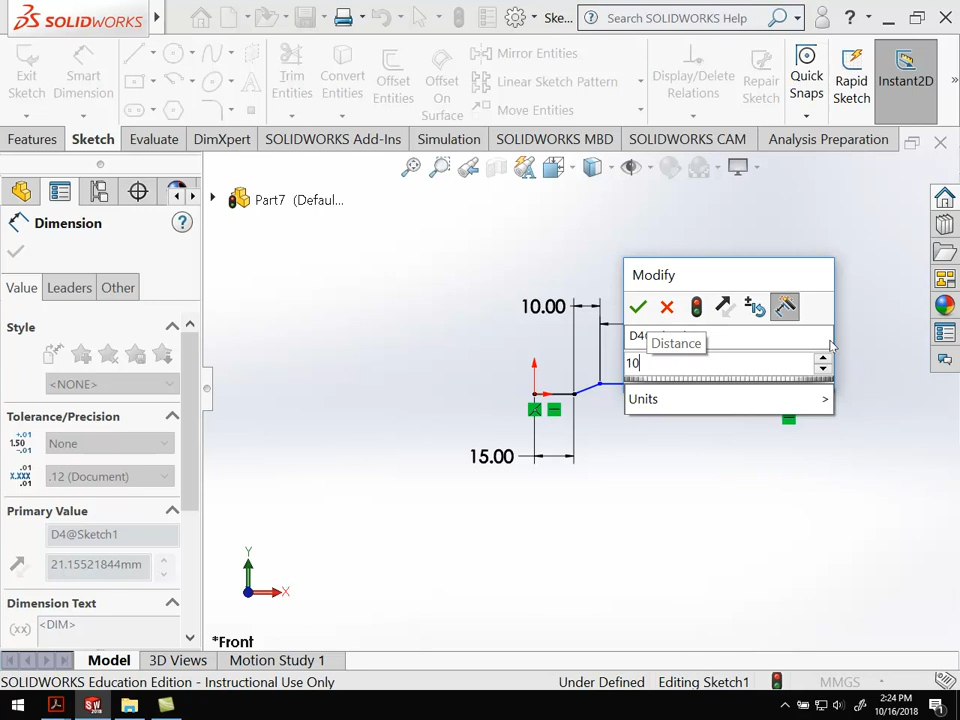 SOLIDWORKS
Ske...
Search SOLIDWORKS Help
Exit Sketch
Smart Dimension
Trim Entities
Convert Entities
Offset Entities
Offset On Surface
Mirror Entities
Linear Sketch Pattern
Move Entities
Display/Delete Relations
Repair Sketch
Quick Snaps
Rapid Sketch
Instant2D
Features Sketch Evaluate DimXpert SOLIDWORKS Add-Ins Simulation SOLIDWORKS MBD SOLIDWORKS CAM Analysis Preparation
Part7 (Defaul...
Dimension
Value Leaders Other
Style
<NONE>
Tolerance/Precision
None
.12 (Document)
Primary Value
D4@Sketch1
21.15521844mm
Dimension Text
<DIM>
10.00
15.00
Modify
Distance
10
Units
Y
X
*Front
Model 3D Views Motion Study 1
SOLIDWORKS Education Edition - Instructional Use Only
Under Defined Editing Sketch1 MMGS
2:24 PM
10/16/2018